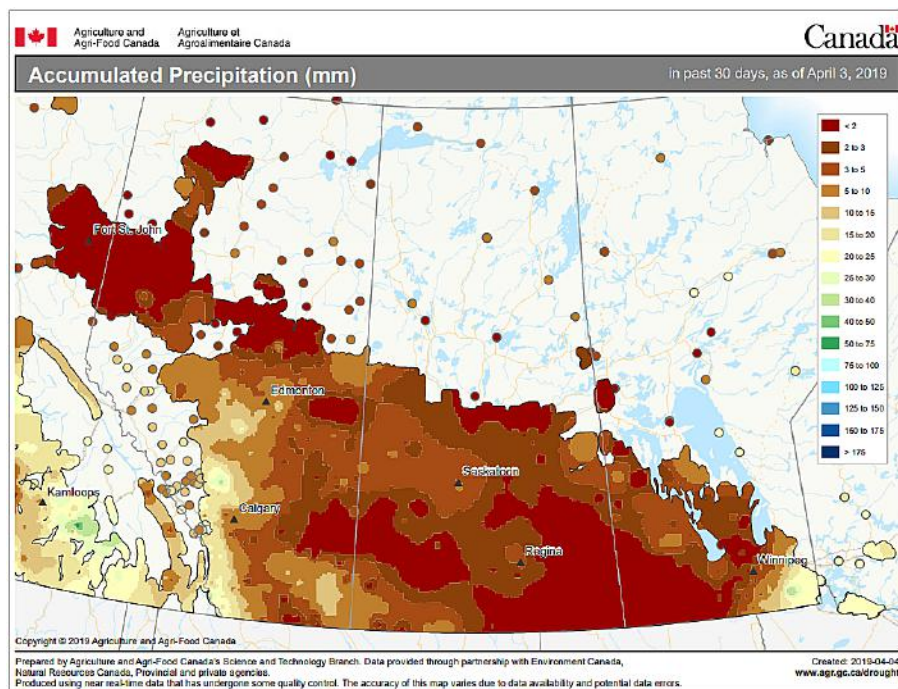 Agriculture and Agriculture et
Agri-Food Canada Agroalimentaire Canada
Canada
Accumulated Precipitation (mm)
in past 30 days, as of April 3, 2019
< 2
2 to 3
3 to 5
5 to 10
10 to 15
15 to 20
20 to 25
25 to 30
30 to 40
40 to 50
50 to 75
75 to 100
100 to 125
125 to 150
150 to 175
> 175
Fort St. John
Edmonton
Saskatoon
Kamloops
Calgary
Regina
Winnipeg
Copyright © 2019 Agriculture and Agri-Food Canada
Prepared by Agriculture and Agri-Food Canada's Science and Technology Branch. Data provided through partnership with Environment Canada,
Natural Resources Canada, Provincial and private agencies.
Produced using near real-time data that has undergone some quality control. The accuracy of this map varies due to data availability and potential data errors.
Created: 2019-04-04
www.agr.gc.ca/drought